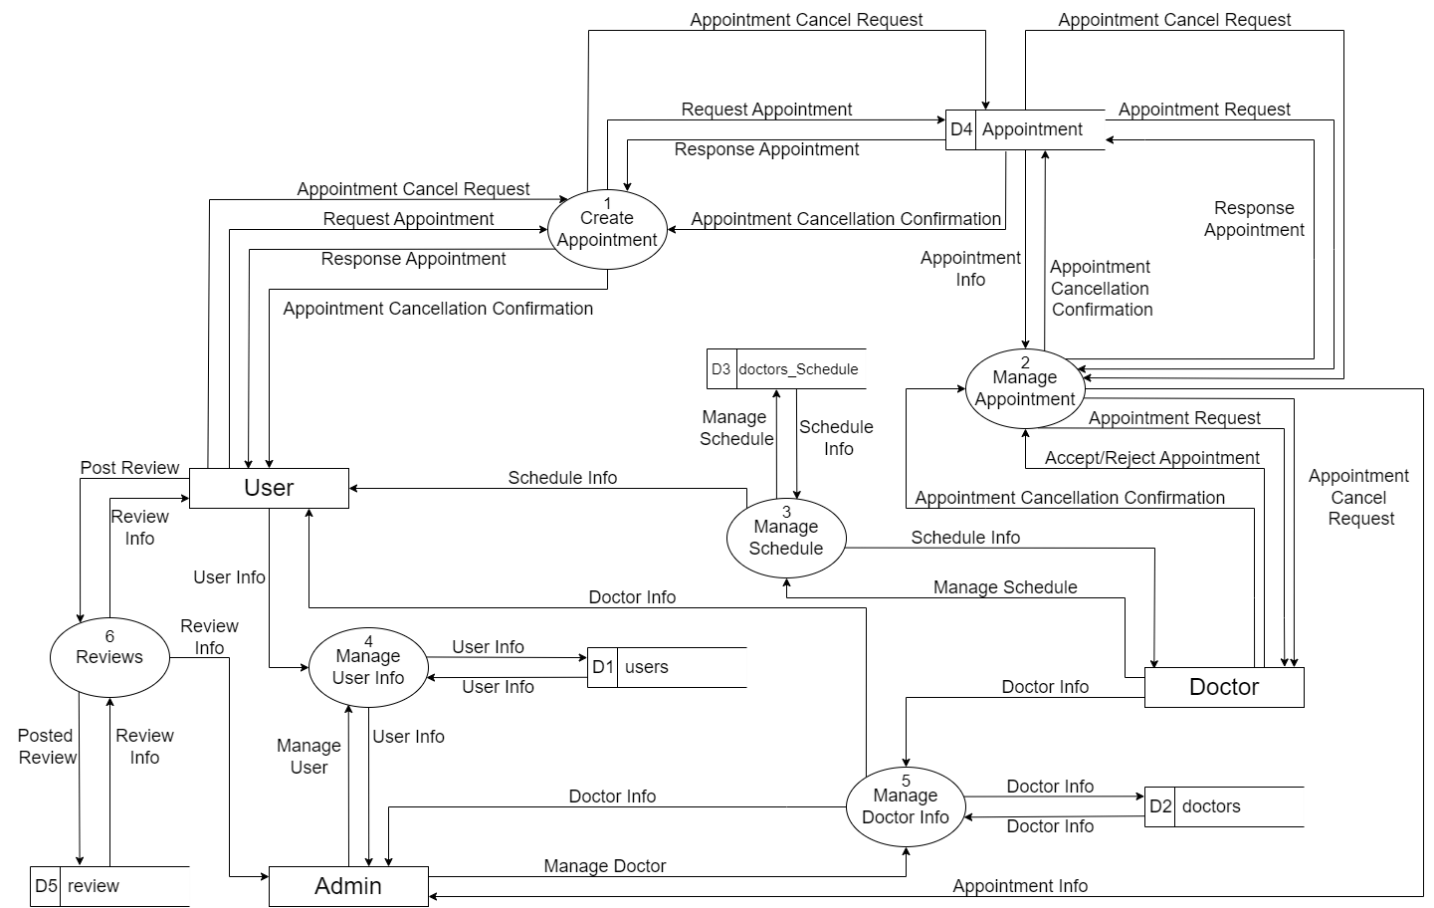 Appointment Cancel Request
Appointment Cancel Request
Request Appointment
D4 Appointment
Appointment Request
Response Appointment
Appointment Cancel Request
Request Appointment
Response Appointment
Appointment Cancellation Confirmation
1
Create
Appointment
Appointment Cancellation Confirmation
Response
Appointment
Appointment
Info
Appointment
Cancellation
Confirmation
D3 doctors_Schedule
2
Manage
Appointment
Manage
Schedule
Schedule
Info
Appointment Request
Accept/Reject Appointment
Appointment Cancellation Confirmation
Appointment
Cancel
Request
Post Review
User
Schedule Info
Review
Info
3
Manage
Schedule
Schedule Info
User Info
Doctor Info
Manage Schedule
6
Reviews
Review
Info
4
Manage
User Info
User Info
User Info
D1 users
Doctor Info
Doctor
Posted
Review
Review
Info
Manage
User
User Info
Doctor Info
5
Manage
Doctor Info
Doctor Info
Doctor Info
D2 doctors
D5 review
Admin
Manage Doctor
Appointment Info